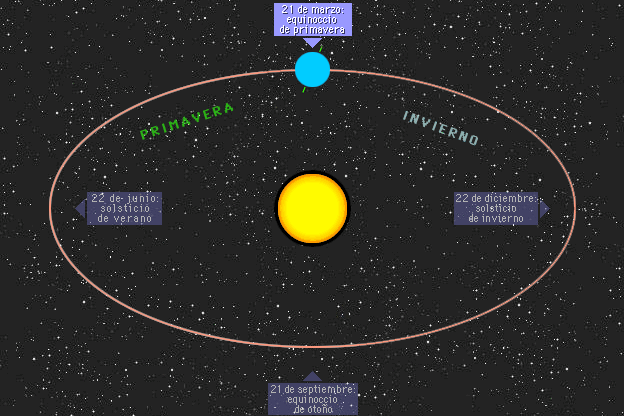 21 de marzo:
equinoccio
de primavera
PRIMAVERA
INVIERNO
22 de junio:
solsticio
de verano
22 de diciembre:
solsticio
de invierno
21 de septiembre:
equinoccio
de otoño